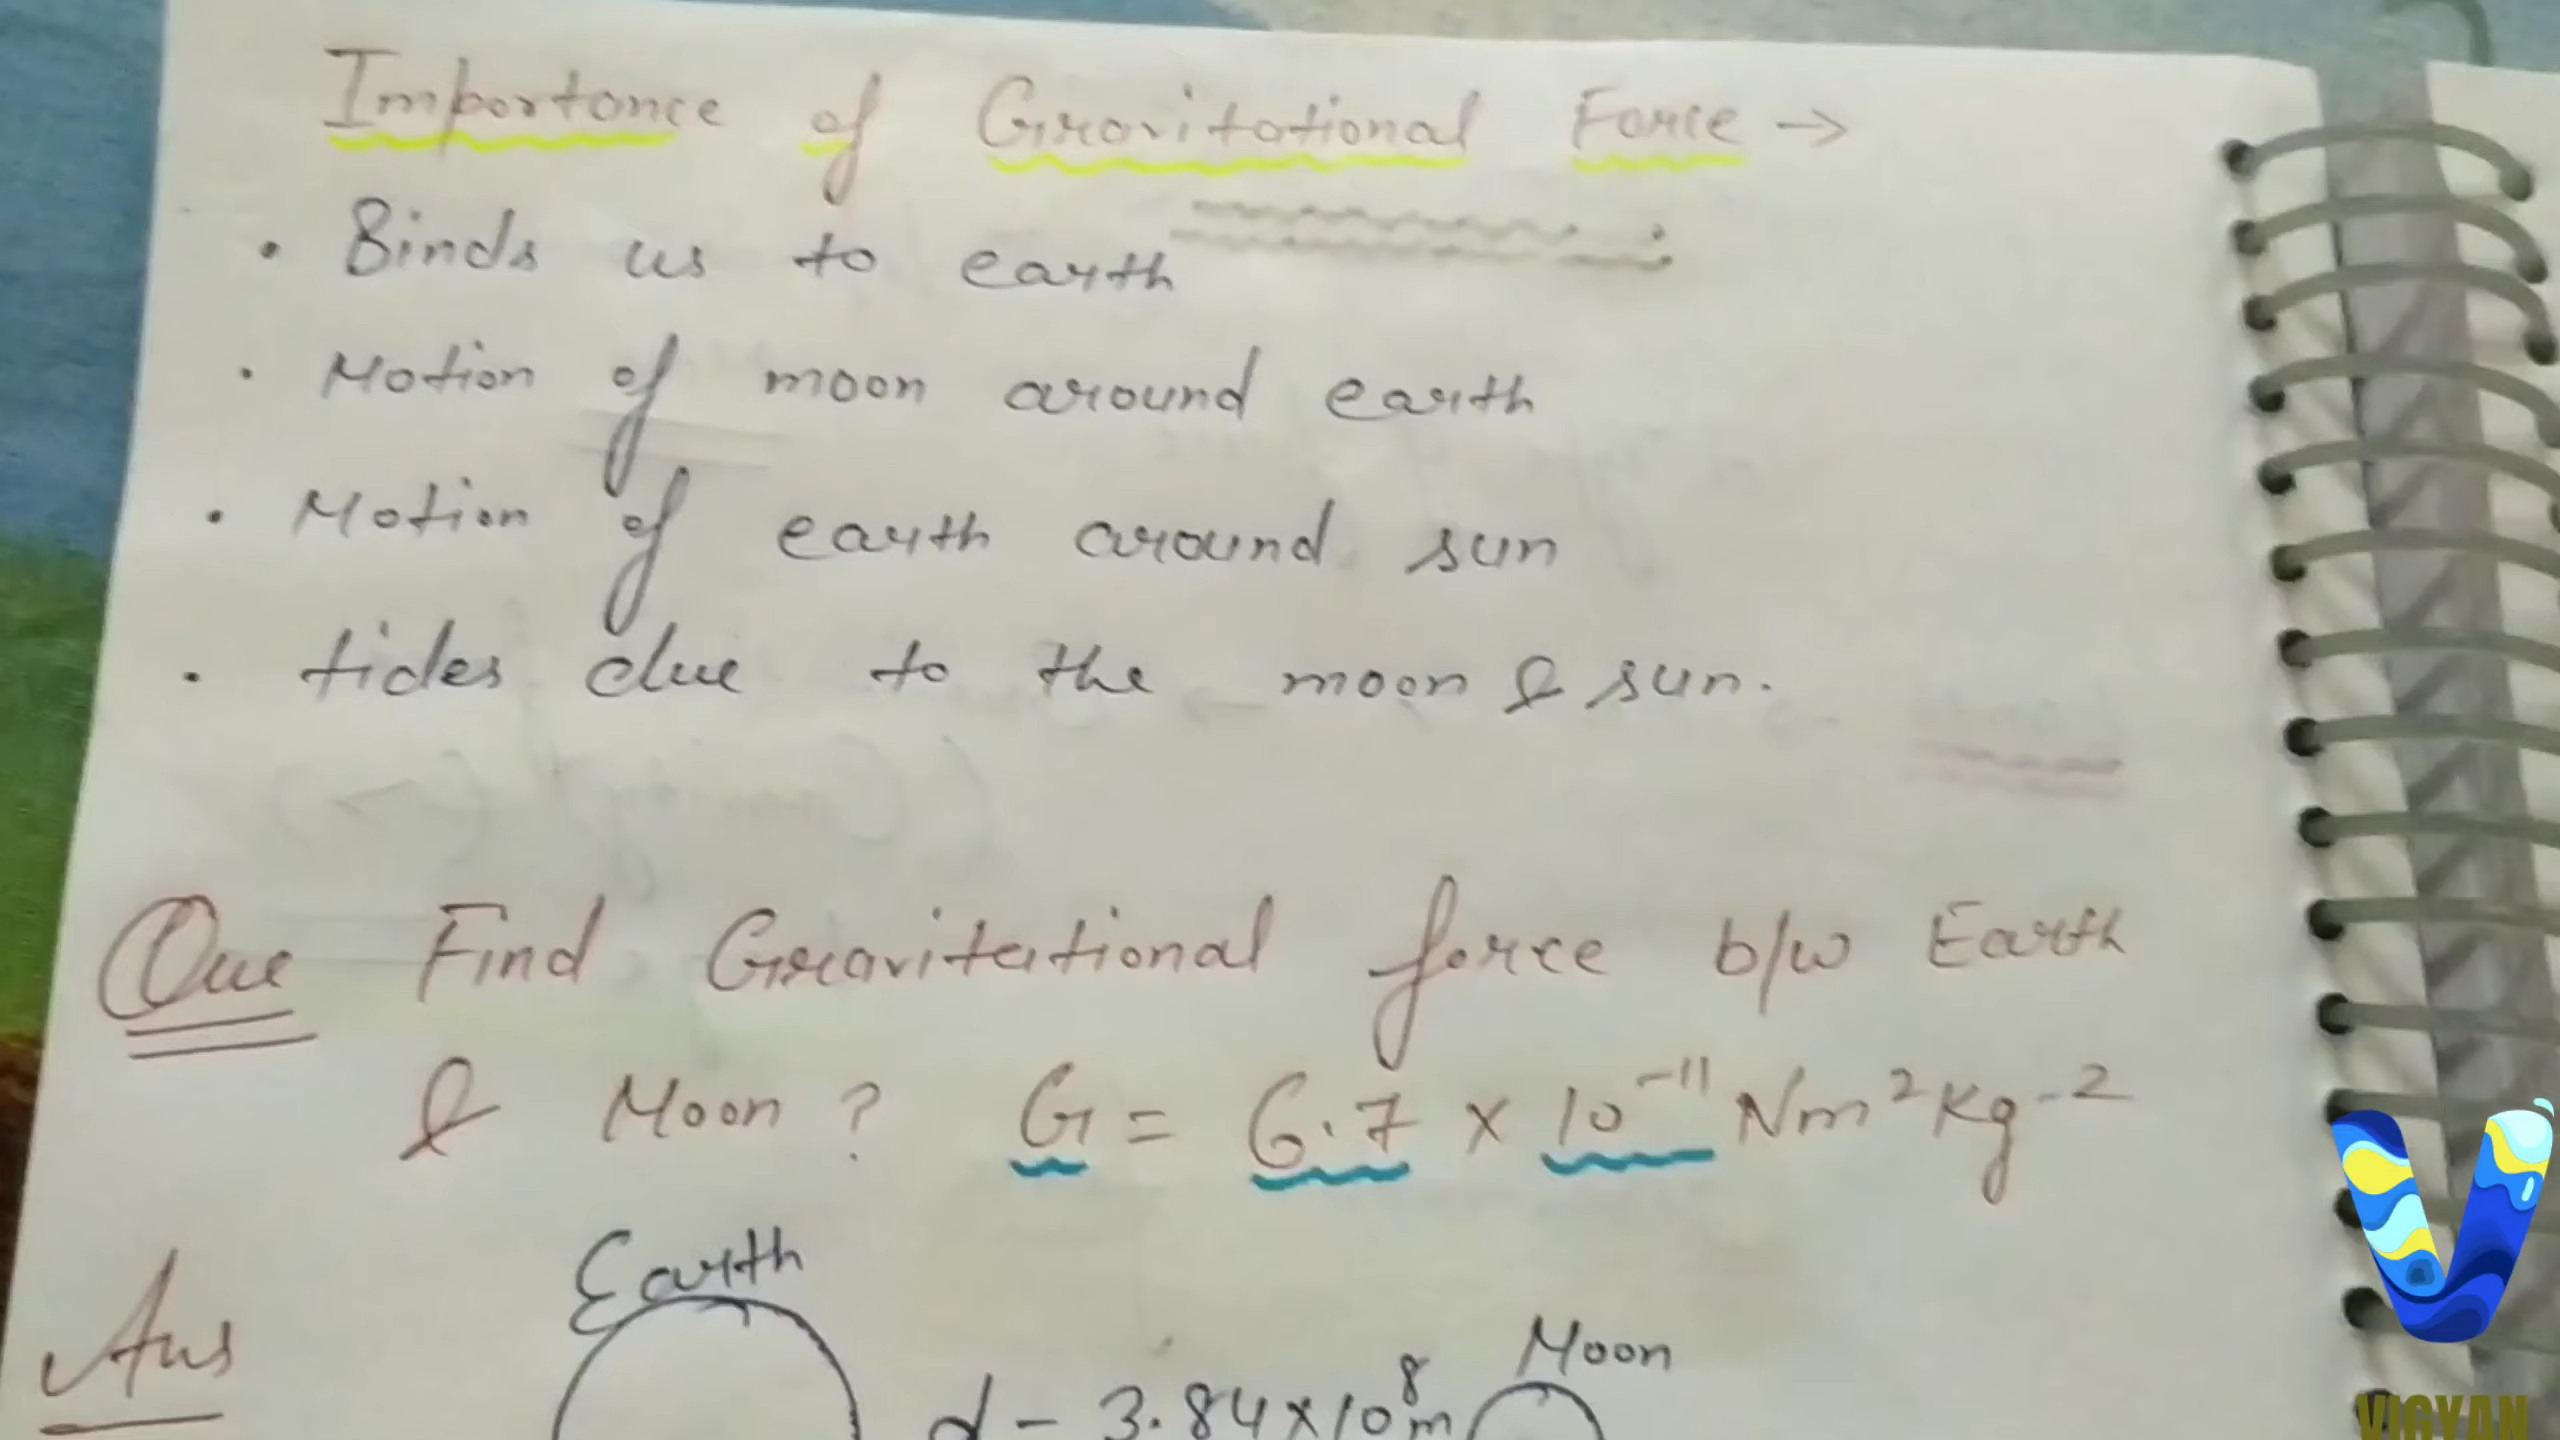 Importance of Gravitational Force →
• Binds us to earth
• Motion of moon around earth
• Motion of earth around sun
• tides due to the moon & sun.
Que Find Gravitational force b/w Earth
& Moon ? G = 6.7 × 10⁻¹¹ Nm²Kg⁻²
Ans
Earth
Moon
d - 3.84×10⁸m
VIGYAN